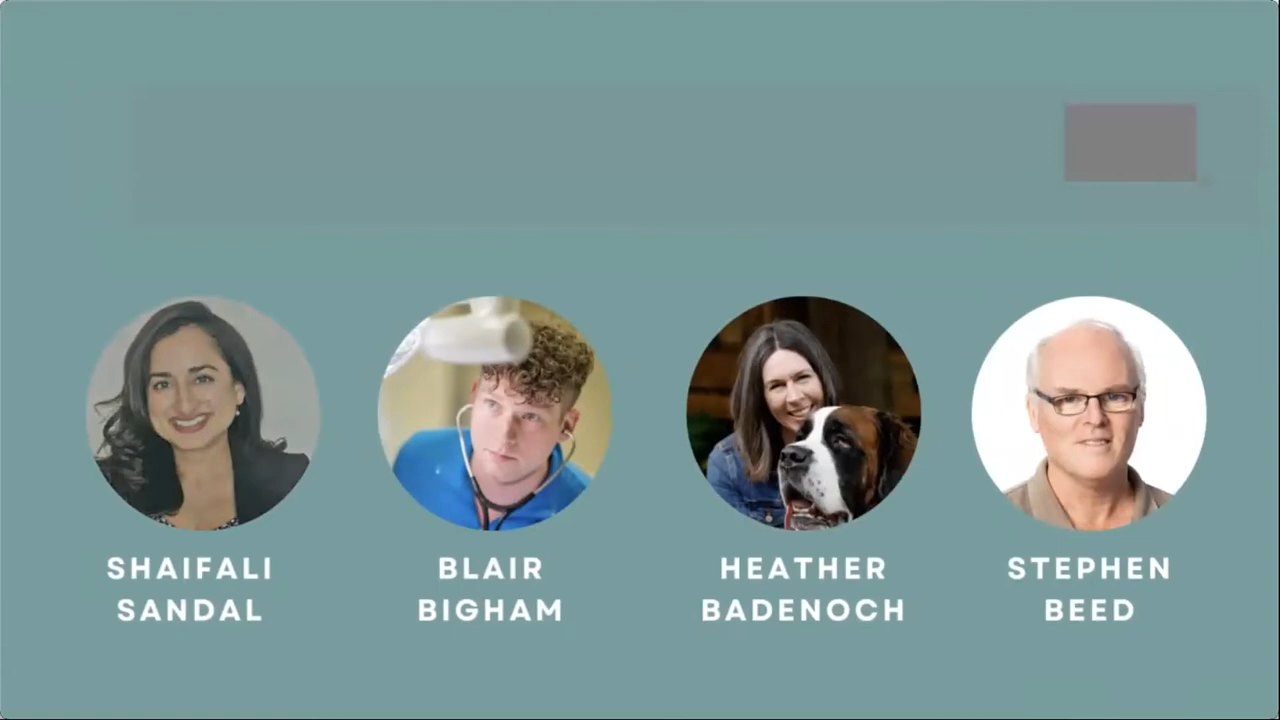 SHAIFALI
SANDAL
BLAIR
BIGHAM
HEATHER
BADENOCH
STEPHEN
BEED